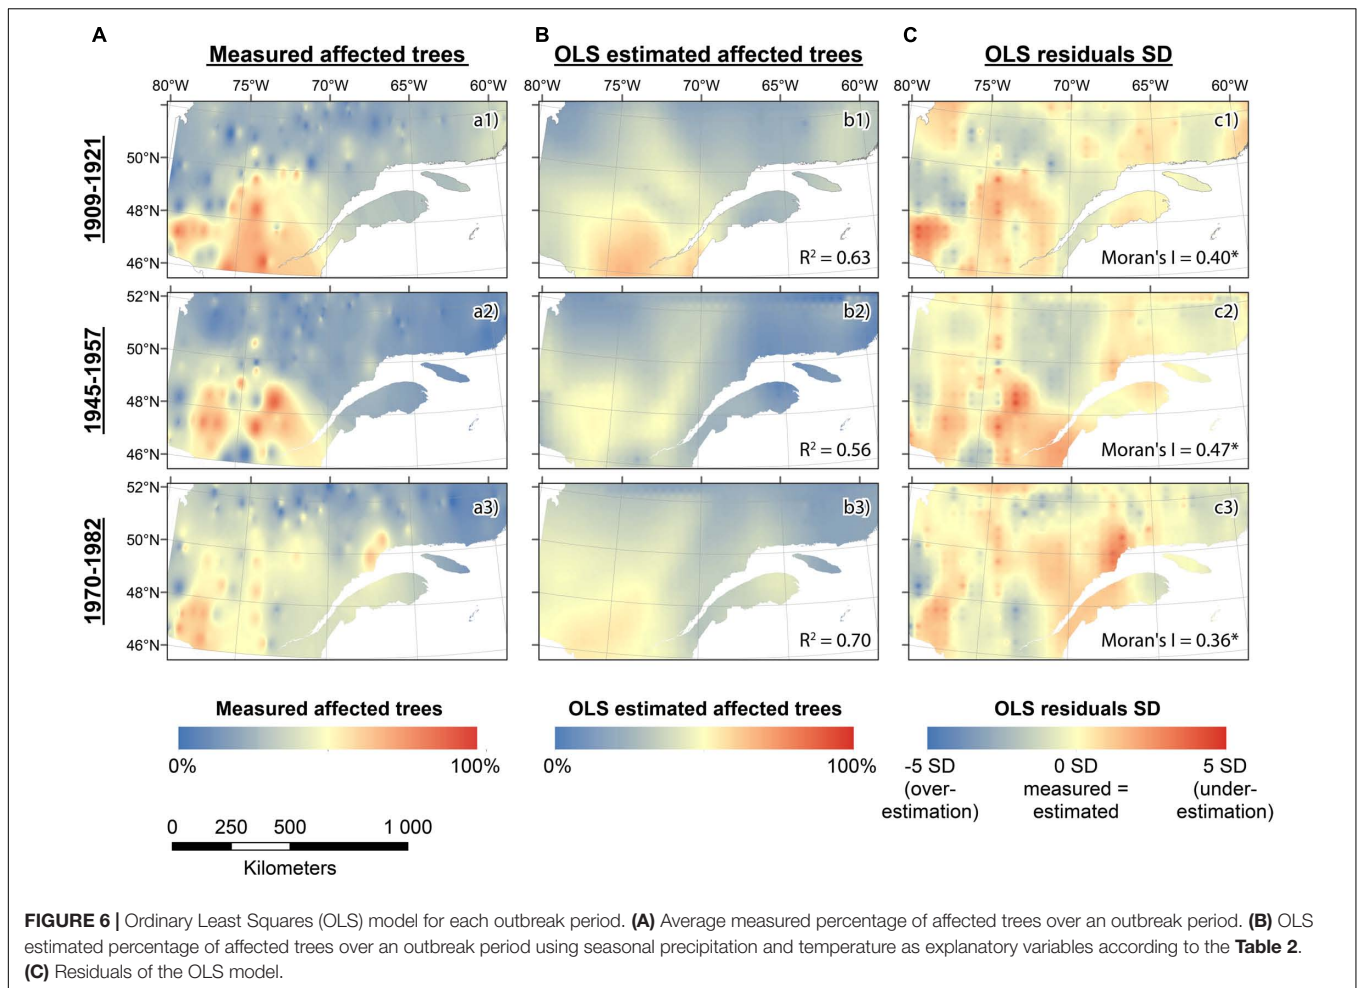 A B C
Measured affected trees OLS estimated affected trees OLS residuals SD
80°W 75°W 70°W 65°W 60°W 80°W 75°W 70°W 65°W 60°W 80°W 75°W 70°W 65°W 60°W
1909-1921
a1) b1) c1)
50°N
48°N
46°N
R² = 0.63 Moran's I = 0.40*
1945-1957
52°N
a2) b2) c2)
50°N
48°N
46°N
R² = 0.56 Moran's I = 0.47*
1970-1982
52°N
a3) b3) c3)
50°N
48°N
46°N
R² = 0.70 Moran's I = 0.36*
Measured affected trees OLS estimated affected trees OLS residuals SD
0% 100% 0% 100% -5 SD 0 SD 5 SD
(over- measured = (under-
estimation) estimated estimation)
0 250 500 1 000
Kilometers
FIGURE 6 | Ordinary Least Squares (OLS) model for each outbreak period. (A) Average measured percentage of affected trees over an outbreak period. (B) OLS
estimated percentage of affected trees over an outbreak period using seasonal precipitation and temperature as explanatory variables according to the Table 2.
(C) Residuals of the OLS model.